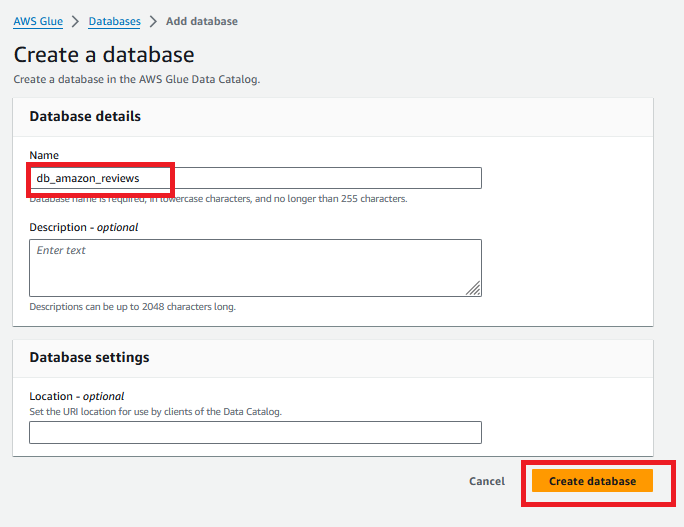 AWS Glue > Databases > Add database
Create a database
Create a database in the AWS Glue Data Catalog.
Database details
Name
db_amazon_reviews
Database name is required, in lowercase characters, and no longer than 255 characters.
Description - optional
Enter text
Descriptions can be up to 2048 characters long.
Database settings
Location - optional
Set the URI location for use by clients of the Data Catalog.
Cancel Create database